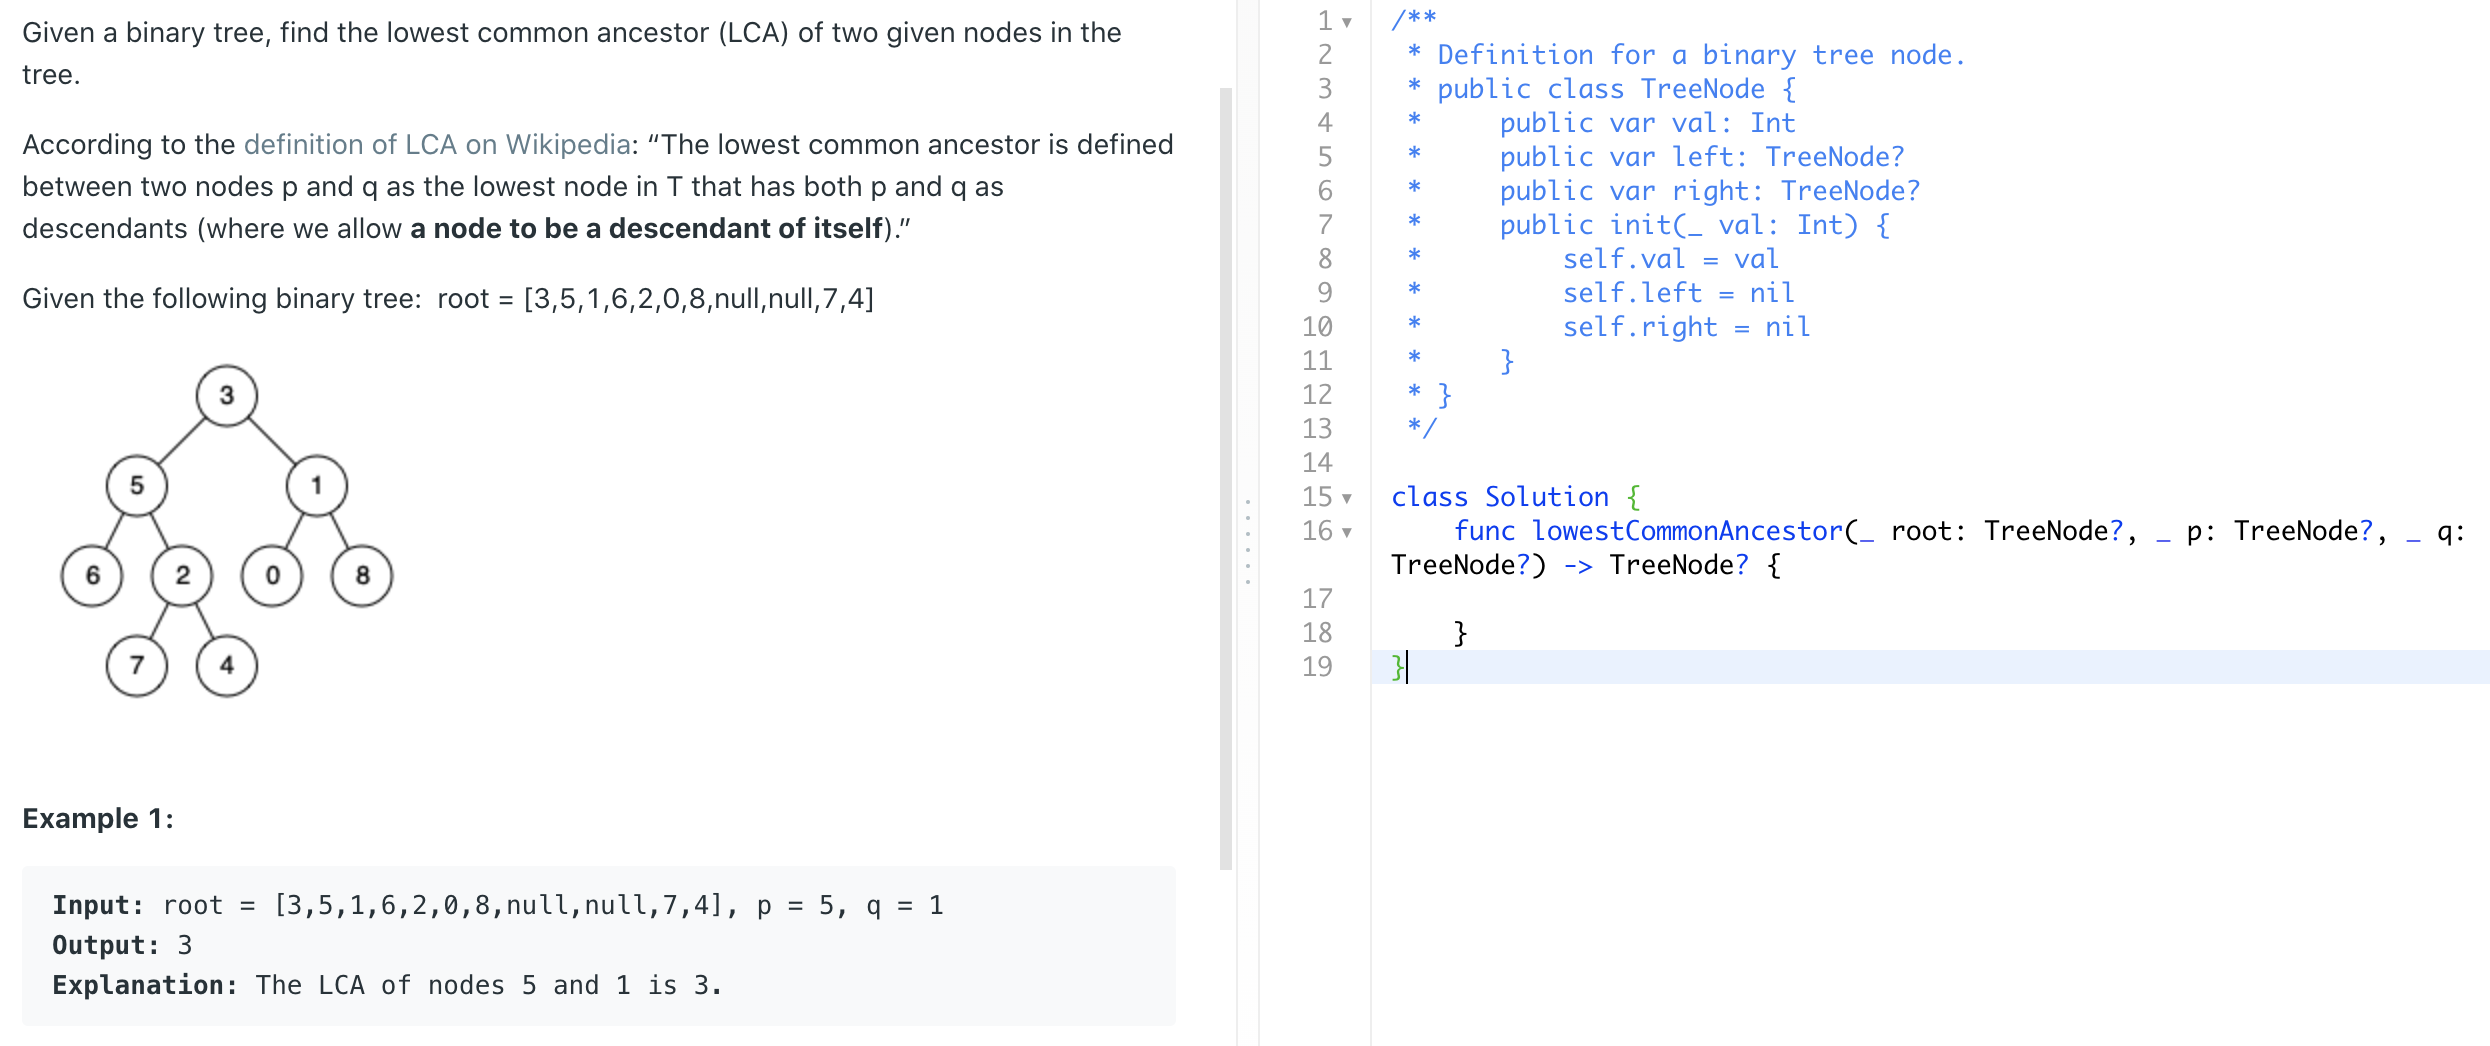 Given a binary tree, find the lowest common ancestor (LCA) of two given nodes in the
tree.
According to the definition of LCA on Wikipedia: “The lowest common ancestor is defined
between two nodes p and q as the lowest node in T that has both p and q as
descendants (where we allow a node to be a descendant of itself).”
Given the following binary tree:  root = [3,5,1,6,2,0,8,null,null,7,4]
3
5 1
6 2 0 8
7 4
Example 1:
Input: root = [3,5,1,6,2,0,8,null,null,7,4], p = 5, q = 1
Output: 3
Explanation: The LCA of nodes 5 and 1 is 3.
1 /**
2  * Definition for a binary tree node.
3  * public class TreeNode {
4  *     public var val: Int
5  *     public var left: TreeNode?
6  *     public var right: TreeNode?
7  *     public init(_ val: Int) {
8  *         self.val = val
9  *         self.left = nil
10  *         self.right = nil
11  *     }
12  * }
13  */
14
15 class Solution {
16     func lowestCommonAncestor(_ root: TreeNode?, _ p: TreeNode?, _ q:
TreeNode?) -> TreeNode? {
17
18     }
19 }